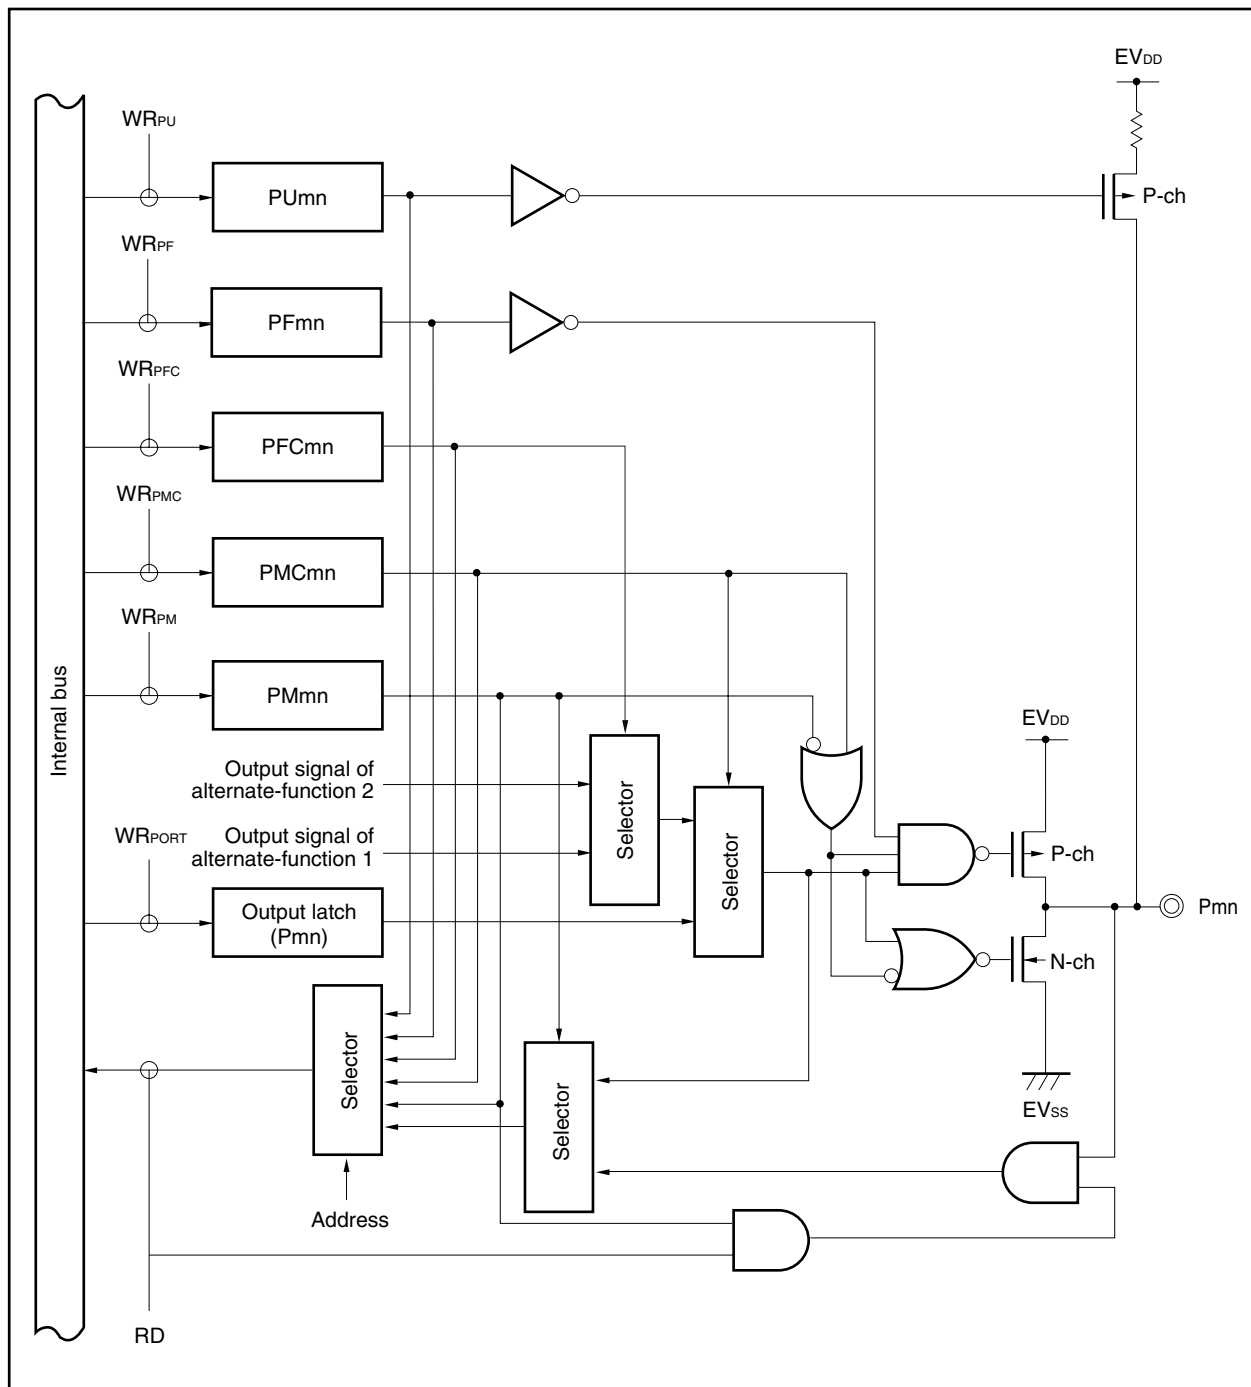 EVDD
WRPU
PUmn
P-ch
WRPF
PFmn
WRPFC
PFCmn
WRPMC
PMCmn
WRPM
PMmn
Internal bus
EVDD
Output signal of
alternate-function 2
Selector
Selector
WRPORT
Output signal of
alternate-function 1
P-ch
Output latch
(Pmn)
Pmn
N-ch
Selector
Selector
EVSS
Address
RD